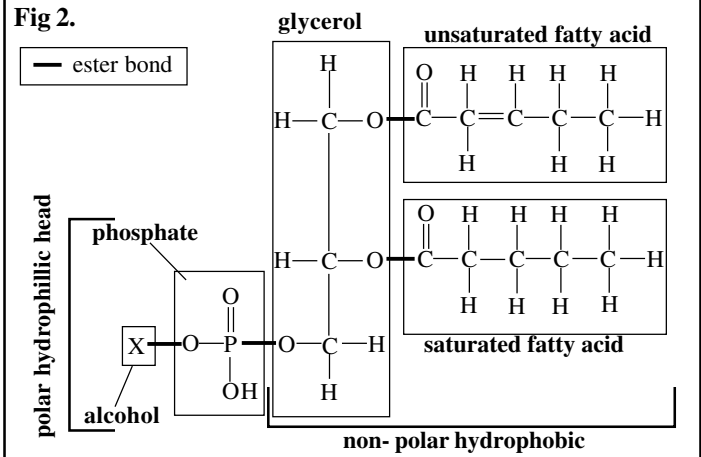 Fig 2.
glycerol
unsaturated fatty acid
ester bond
H
O H H H H
H C O C C C C C H
H H H
O H H H H
H C O C C C C C H
H H H H
saturated fatty acid
polar hydrophillic head
phosphate
O
X O P O C H
OH H
alcohol
non- polar hydrophobic